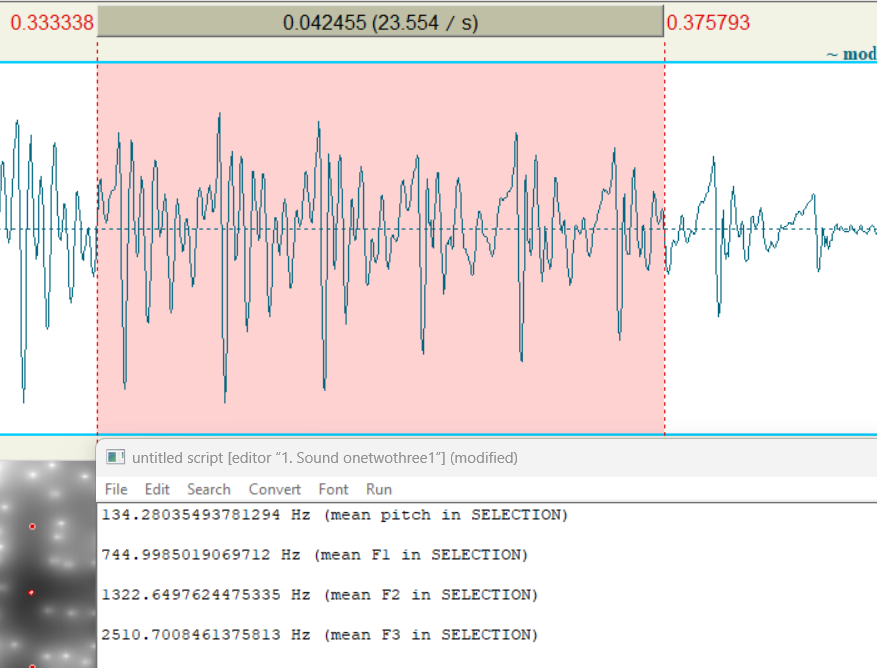 0.333338 0.042455 (23.554 / s) 0.375793
~ mod
untitled script [editor “1. Sound onetwothree1”] (modified)
File Edit Search Convert Font Run
134.28035493781294 Hz (mean pitch in SELECTION)
744.9985019069712 Hz (mean F1 in SELECTION)
1322.6497624475335 Hz (mean F2 in SELECTION)
2510.7008461375813 Hz (mean F3 in SELECTION)